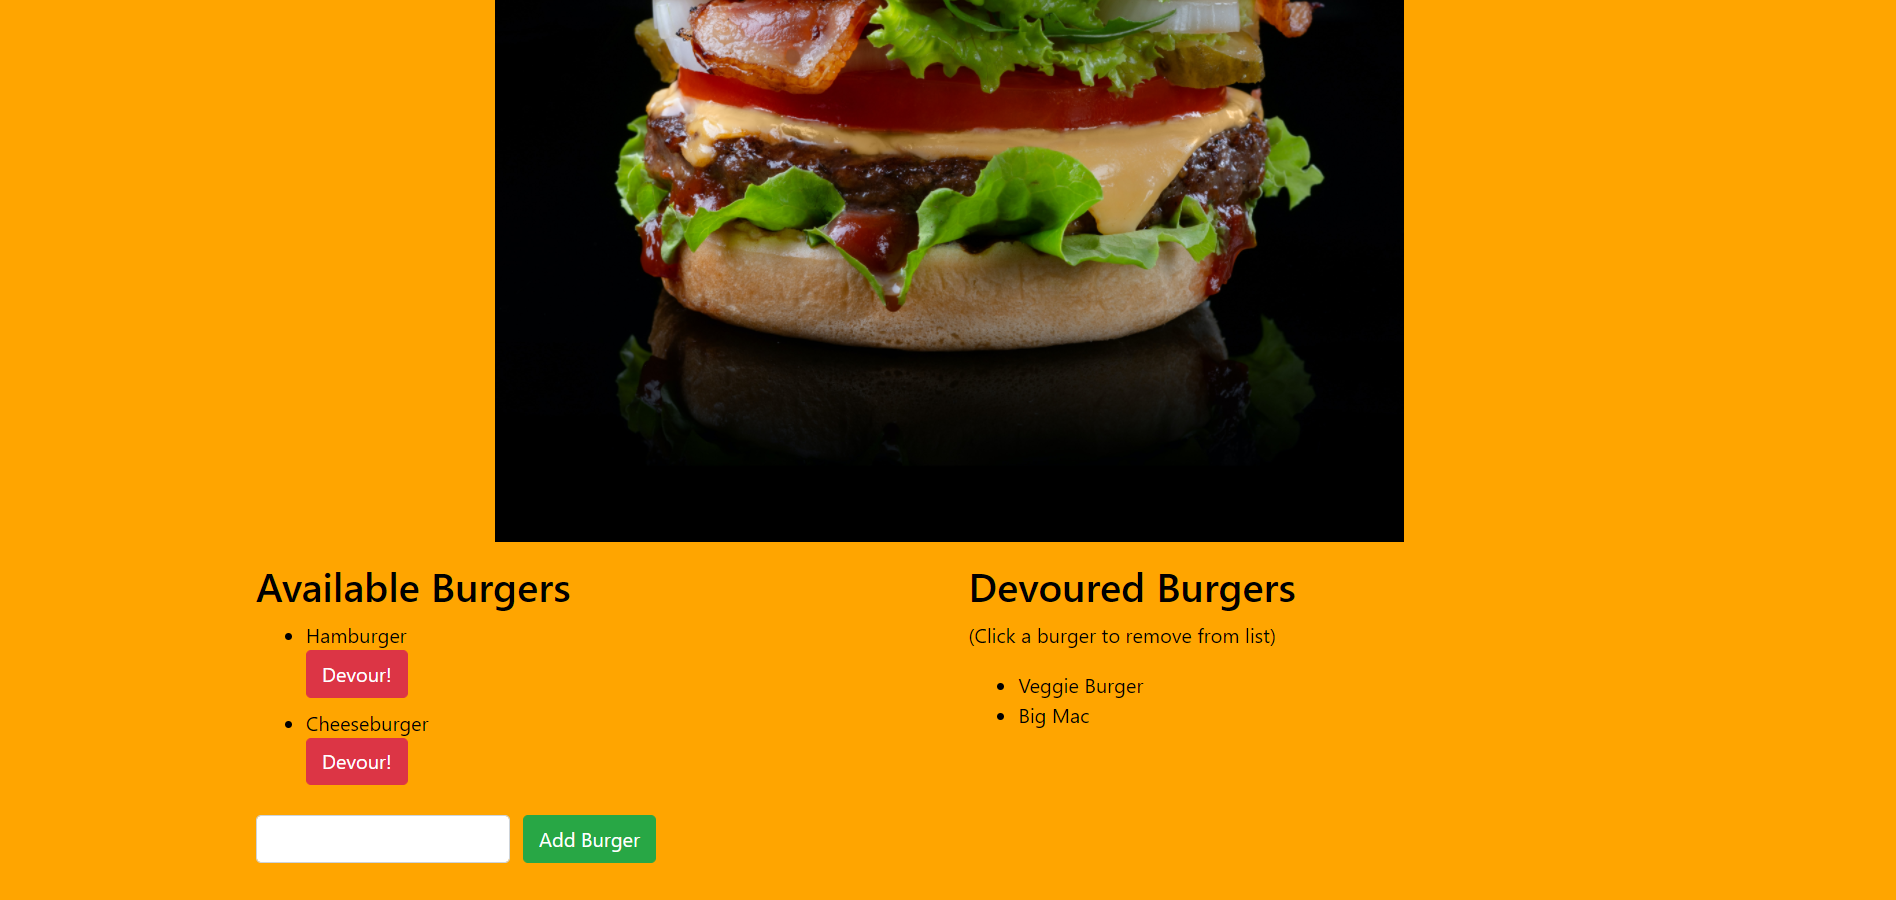 Available Burgers
Hamburger
Devour!
Cheeseburger
Devour!
Add Burger
Devoured Burgers
(Click a burger to remove from list)
Veggie Burger
Big Mac